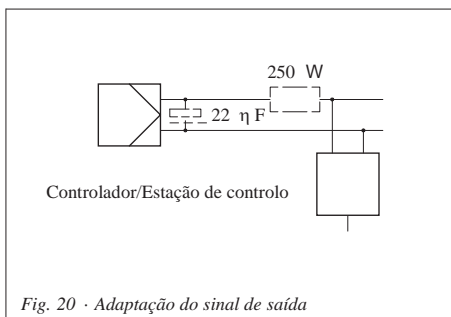 250 W
22 η F
Controlador/Estação de controlo
Fig. 20 · Adaptação do sinal de saída